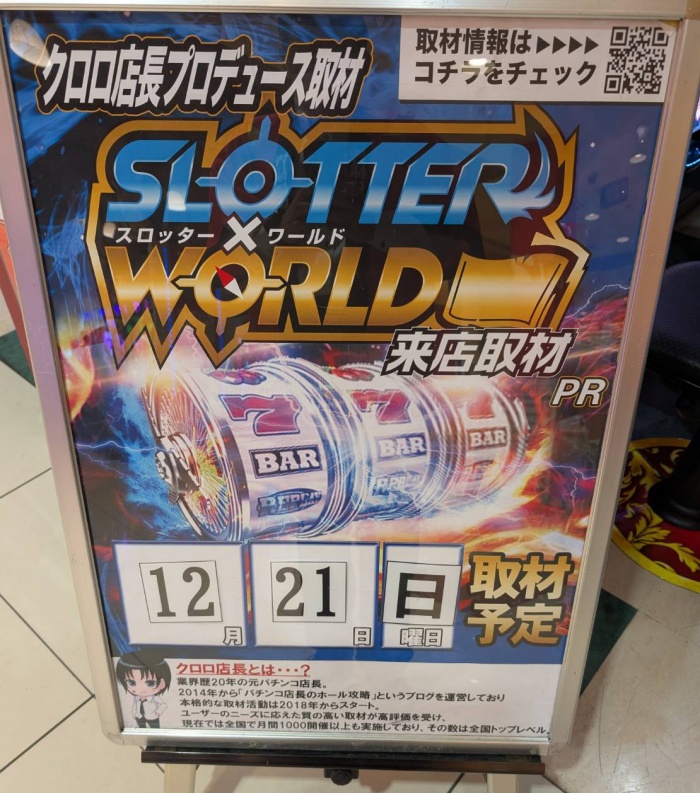 取材情報は▶▶▶▶
コチラをチェック
クロロ店長プロデュース取材
SLOTTER
スロッター×ワールド
WORLD
来店取材
PR
7 7 7
BAR BAR BAR
REPLAY
12月21日日曜日
取材
予定
クロロ店長とは・・・?
業界歴20年の元パチンコ店長。
2014年から「パチンコ店長のホール攻略」というブログを運営しており
本格的な取材活動は2018年からスタート。
ユーザーのニーズに応えた質の高い取材が高評価を受け、
現在では全国で月間1000開催以上も実施しており、その数は全国トップレベル。